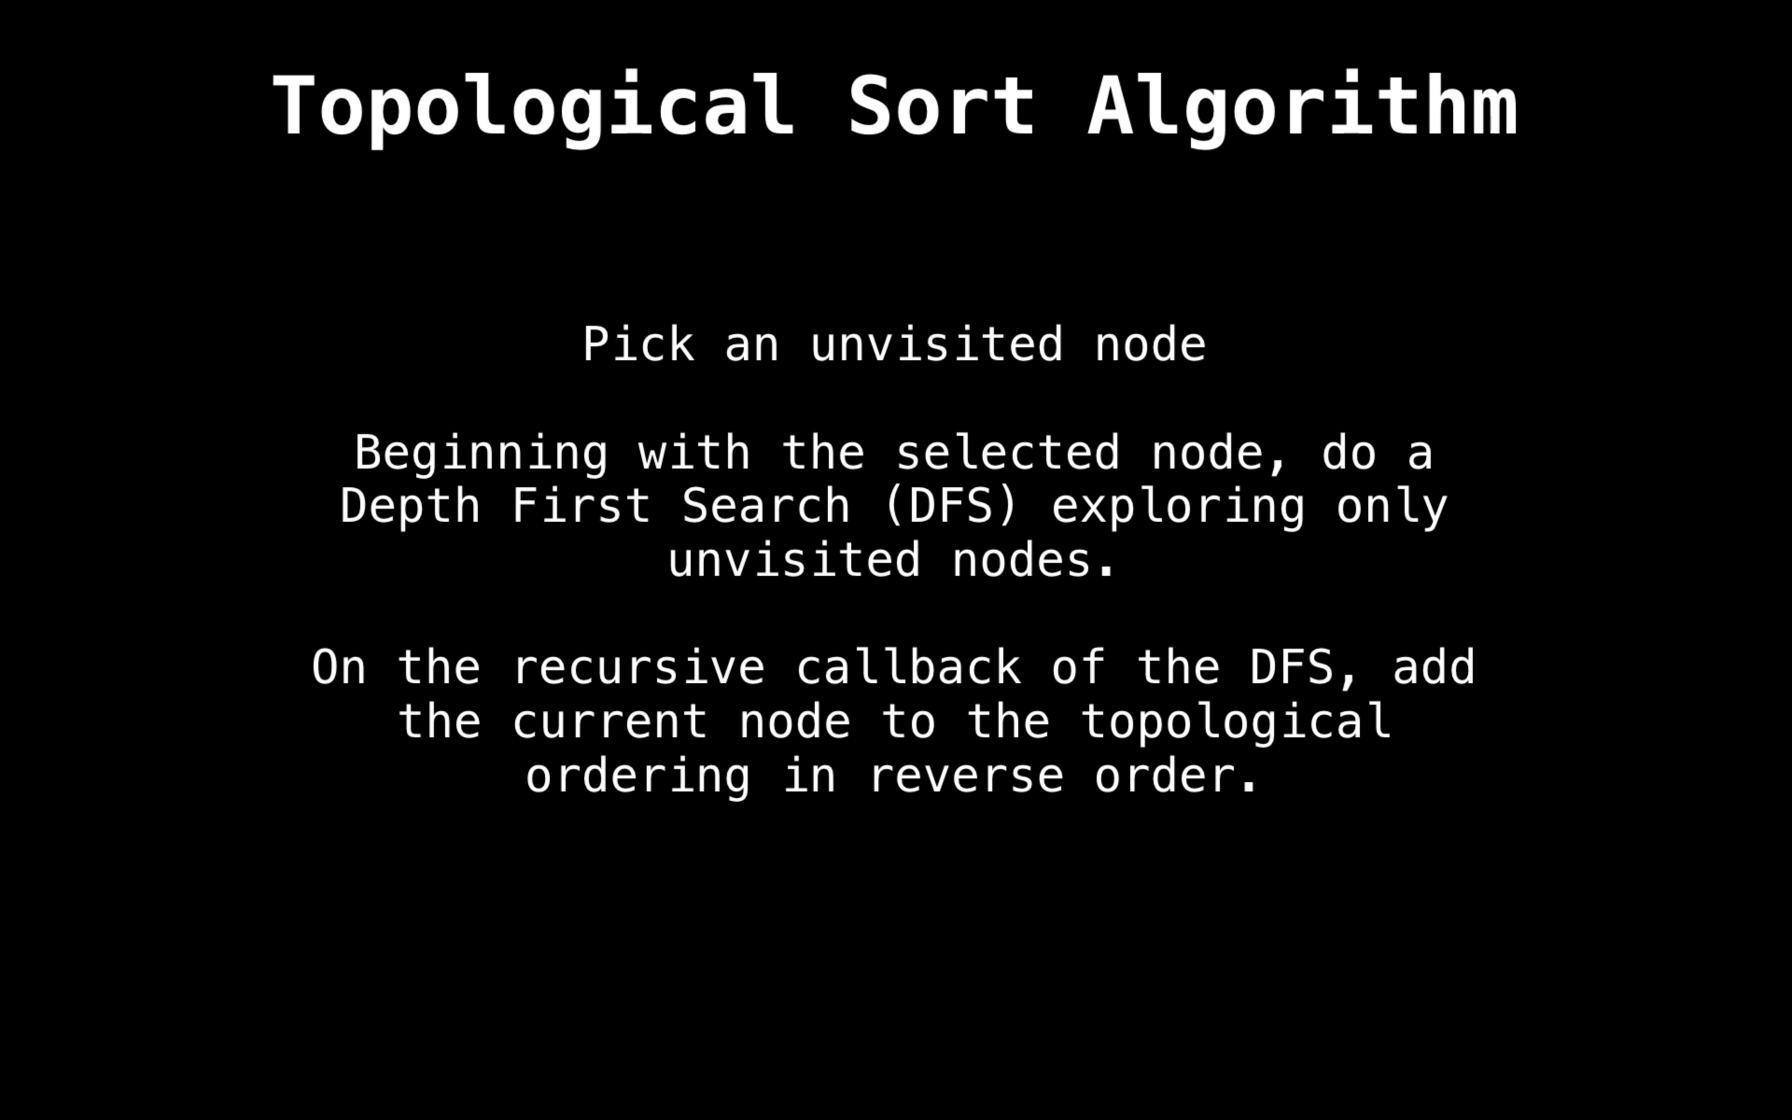 Topological Sort Algorithm
Pick an unvisited node
Beginning with the selected node, do a
Depth First Search (DFS) exploring only
unvisited nodes.
On the recursive callback of the DFS, add
the current node to the topological
ordering in reverse order.